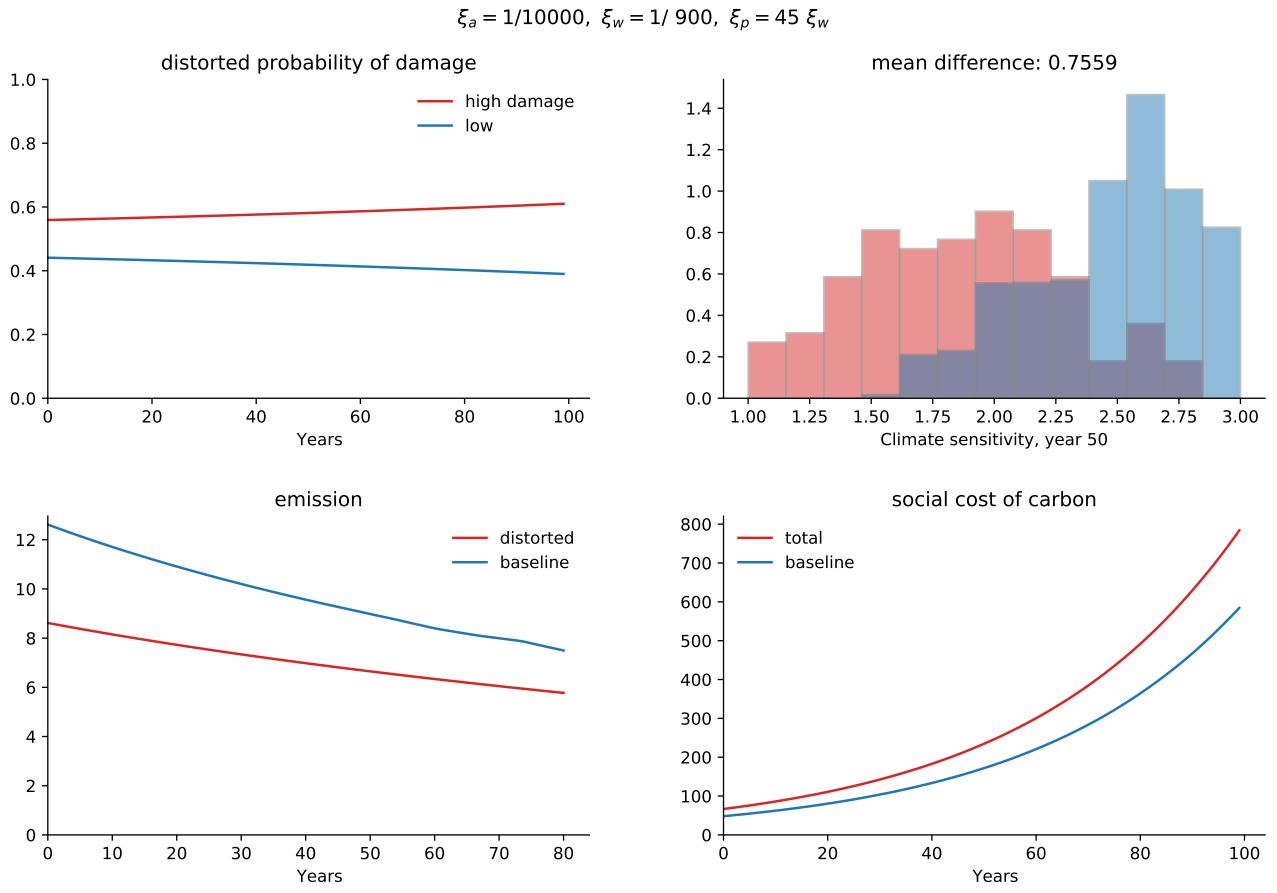 ξa = 1/10000, ξw = 1/ 900, ξp = 45 ξw
distorted probability of damage
1.0
0.8
0.6
0.4
0.2
0.0
high damage
low
0 20 40 60 80 100
Years
mean difference: 0.7559
1.4
1.2
1.0
0.8
0.6
0.4
0.2
0.0
1.00 1.25 1.50 1.75 2.00 2.25 2.50 2.75 3.00
Climate sensitivity, year 50
emission
12
10
8
6
4
2
0
distorted
baseline
0 10 20 30 40 50 60 70 80
Years
social cost of carbon
800
700
600
500
400
300
200
100
0
total
baseline
0 20 40 60 80 100
Years